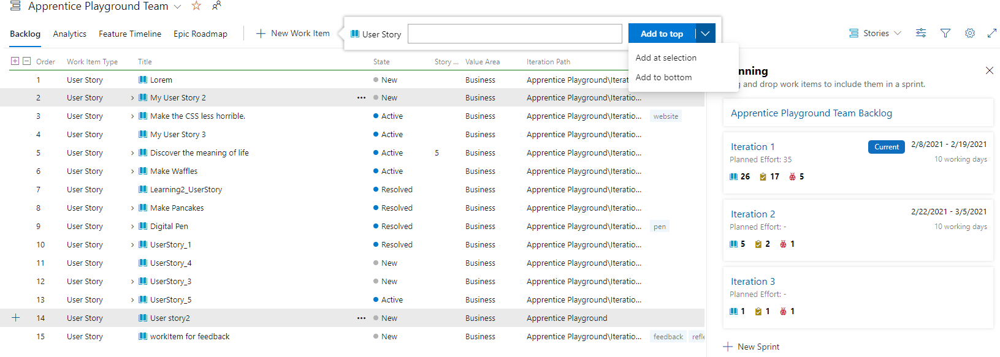 Apprentice Playground Team
Backlog Analytics Feature Timeline Epic Roadmap New Work Item User Story Add to top Stories
Add at selection
Add to bottom
Order Work Item Type Title State Story ... Value Area Iteration Path
1 User Story Lorem New Business Apprentice Playground\Iterat
2 User Story My User Story 2 ••• New Business Apprentice Playground\Iteratio...
3 User Story Make the CSS less horrible. Active Business Apprentice Playground\Iteratio... website
4 User Story My User Story 3 Active Business Apprentice Playground\Iteratio...
5 User Story Discover the meaning of life Active 5 Business Apprentice Playground\Iteratio...
6 User Story Make Waffles Active Business Apprentice Playground\Iteratio...
7 User Story Learning2_UserStory Resolved Business Apprentice Playground\Iteratio...
8 User Story Make Pancakes Resolved Business Apprentice Playground\Iteratio...
9 User Story Digital Pen Resolved Business Apprentice Playground\Iteratio... pen
10 User Story UserStory_1 Resolved Business Apprentice Playground\Iteratio...
11 User Story UserStory_4 New Business Apprentice Playground\Iteratio...
12 User Story UserStory_3 New Business Apprentice Playground\Iteratio...
13 User Story UserStory_5 Active Business Apprentice Playground\Iteratio...
14 User Story User story2 ••• New Business Apprentice Playground
15 User Story workItem for feedback New Business Apprentice Playground\Iteratio... feedback refle
nning
g and drop work items to include them in a sprint.
Apprentice Playground Team Backlog
Iteration 1 Current 2/8/2021 - 2/19/2021
Planned Effort: 35 10 working days
26 17 5
Iteration 2 2/22/2021 - 3/5/2021
Planned Effort: - 10 working days
5 2 1
Iteration 3
Planned Effort: -
1 1 1
New Sprint